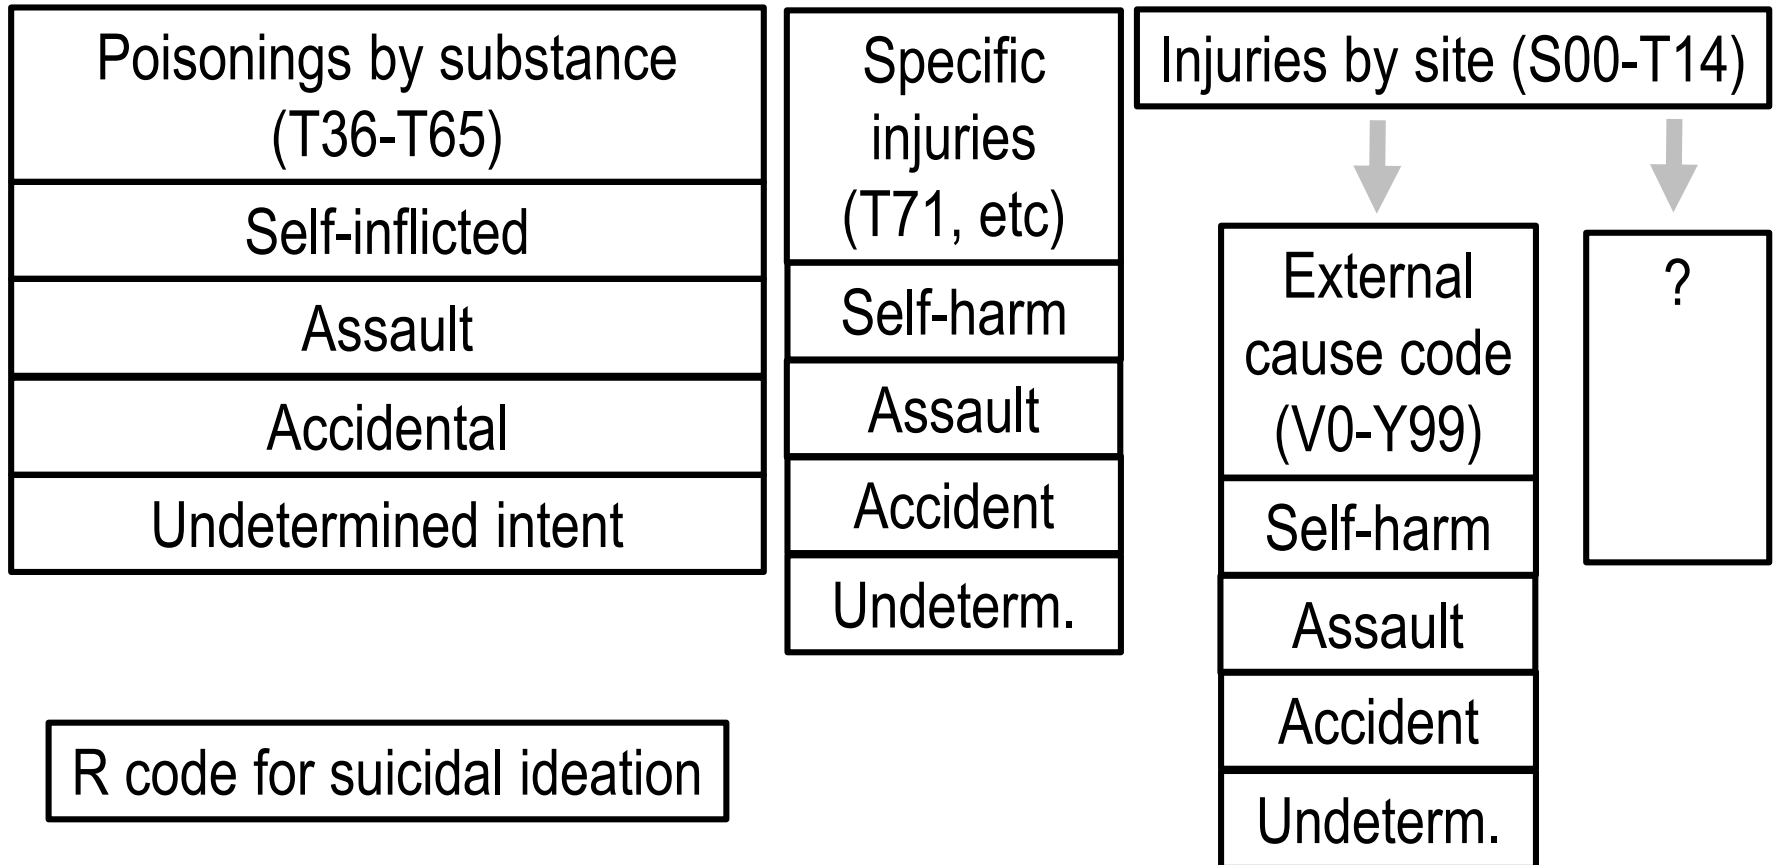 Poisonings by substance
(T36-T65)
Self-inflicted
Assault
Accidental
Undetermined intent
Specific
injuries
(T71, etc)
Self-harm
Assault
Accident
Undeterm.
Injuries by site (S00-T14)
External
cause code
(V0-Y99)
Self-harm
Assault
Accident
Undeterm.
?
R code for suicidal ideation